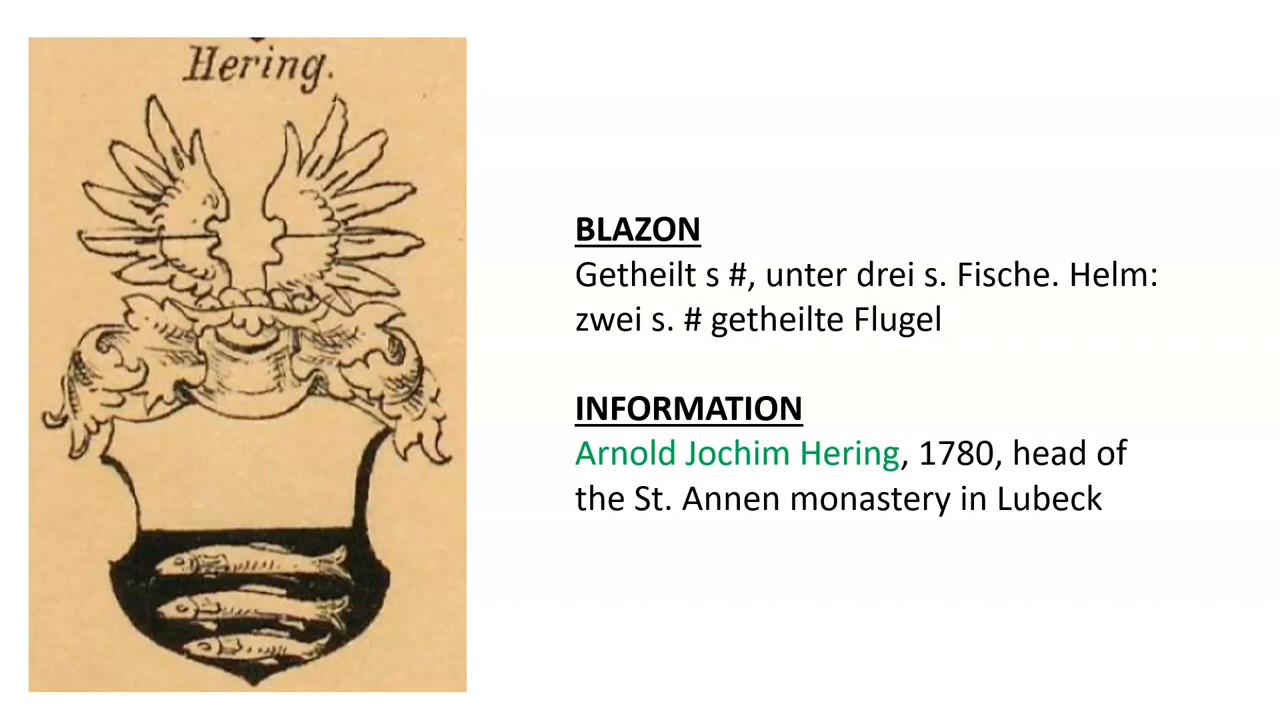 Hering.
BLAZON
Getheilt s #, unter drei s. Fische. Helm:
zwei s. # getheilte Flugel
INFORMATION
Arnold Jochim Hering, 1780, head of
the St. Annen monastery in Lubeck